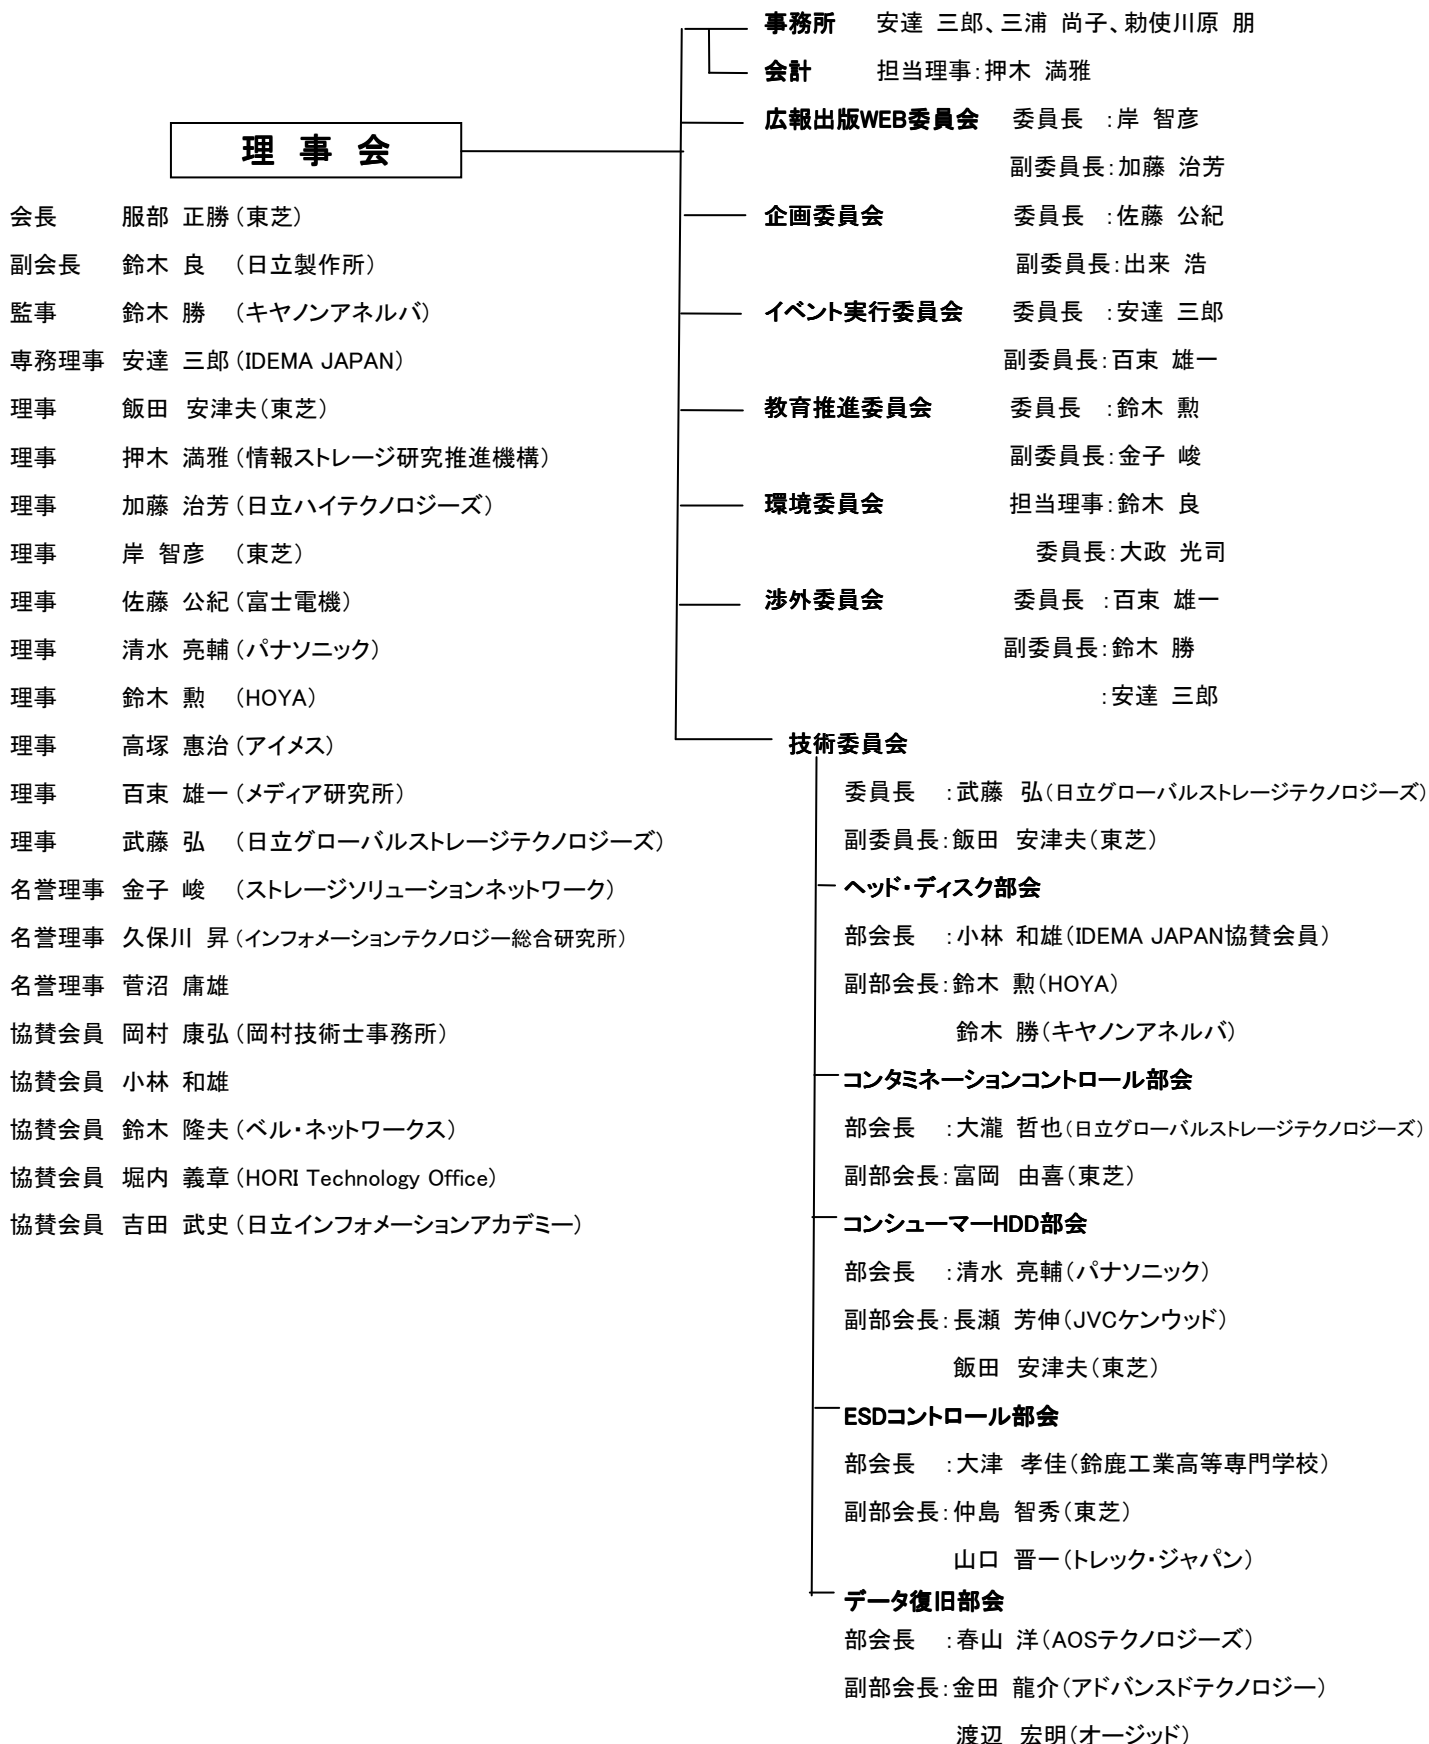 理 事 会
会長 服部 正勝（東芝）
副会長 鈴木 良 （日立製作所）
監事 鈴木 勝 （キヤノンアネルバ）
専務理事 安達 三郎（IDEMA JAPAN）
理事 飯田 安津夫（東芝）
理事 押木 満雅（情報ストレージ研究推進機構）
理事 加藤 治芳（日立ハイテクノロジーズ）
理事 岸 智彦 （東芝）
理事 佐藤 公紀（富士電機）
理事 清水 亮輔（パナソニック）
理事 鈴木 勲 （HOYA）
理事 高塚 惠治（アイメス）
理事 百束 雄一（メディア研究所）
理事 武藤 弘 （日立グローバルストレージテクノロジーズ）
名誉理事 金子 峻 （ストレージソリューションネットワーク）
名誉理事 久保川 昇（インフォメーションテクノロジー総合研究所）
名誉理事 菅沼 庸雄
協賛会員 岡村 康弘（岡村技術士事務所）
協賛会員 小林 和雄
協賛会員 鈴木 隆夫（ベル・ネットワークス）
協賛会員 堀内 義章（HORI Technology Office）
協賛会員 吉田 武史（日立インフォメーションアカデミー）
事務所 安達 三郎、三浦 尚子、勅使川原 朋
会計 担当理事：押木 満雅
広報出版WEB委員会 委員長 ：岸 智彦
副委員長：加藤 治芳
企画委員会 委員長 ：佐藤 公紀
副委員長：出来 浩
イベント実行委員会 委員長 ：安達 三郎
副委員長：百束 雄一
教育推進委員会 委員長 ：鈴木 勲
副委員長：金子 峻
環境委員会 担当理事：鈴木 良
委員長：大政 光司
渉外委員会 委員長 ：百束 雄一
副委員長：鈴木 勝
：安達 三郎
技術委員会
委員長 ：武藤 弘（日立グローバルストレージテクノロジーズ）
副委員長：飯田 安津夫（東芝）
ヘッド・ディスク部会
部会長 ：小林 和雄（IDEMA JAPAN協賛会員）
副部会長：鈴木 勲（HOYA）
鈴木 勝（キヤノンアネルバ）
コンタミネーションコントロール部会
部会長 ：大瀧 哲也（日立グローバルストレージテクノロジーズ）
副部会長：富岡 由喜（東芝）
コンシューマーHDD部会
部会長 ：清水 亮輔（パナソニック）
副部会長：長瀬 芳伸（JVCケンウッド）
飯田 安津夫（東芝）
ESDコントロール部会
部会長 ：大津 孝佳（鈴鹿工業高等専門学校）
副部会長：仲島 智秀（東芝）
山口 晋一（トレック・ジャパン）
データ復旧部会
部会長 ：春山 洋（AOSテクノロジーズ）
副部会長：金田 龍介（アドバンスドテクノロジー）
渡辺 宏明（オージッド）